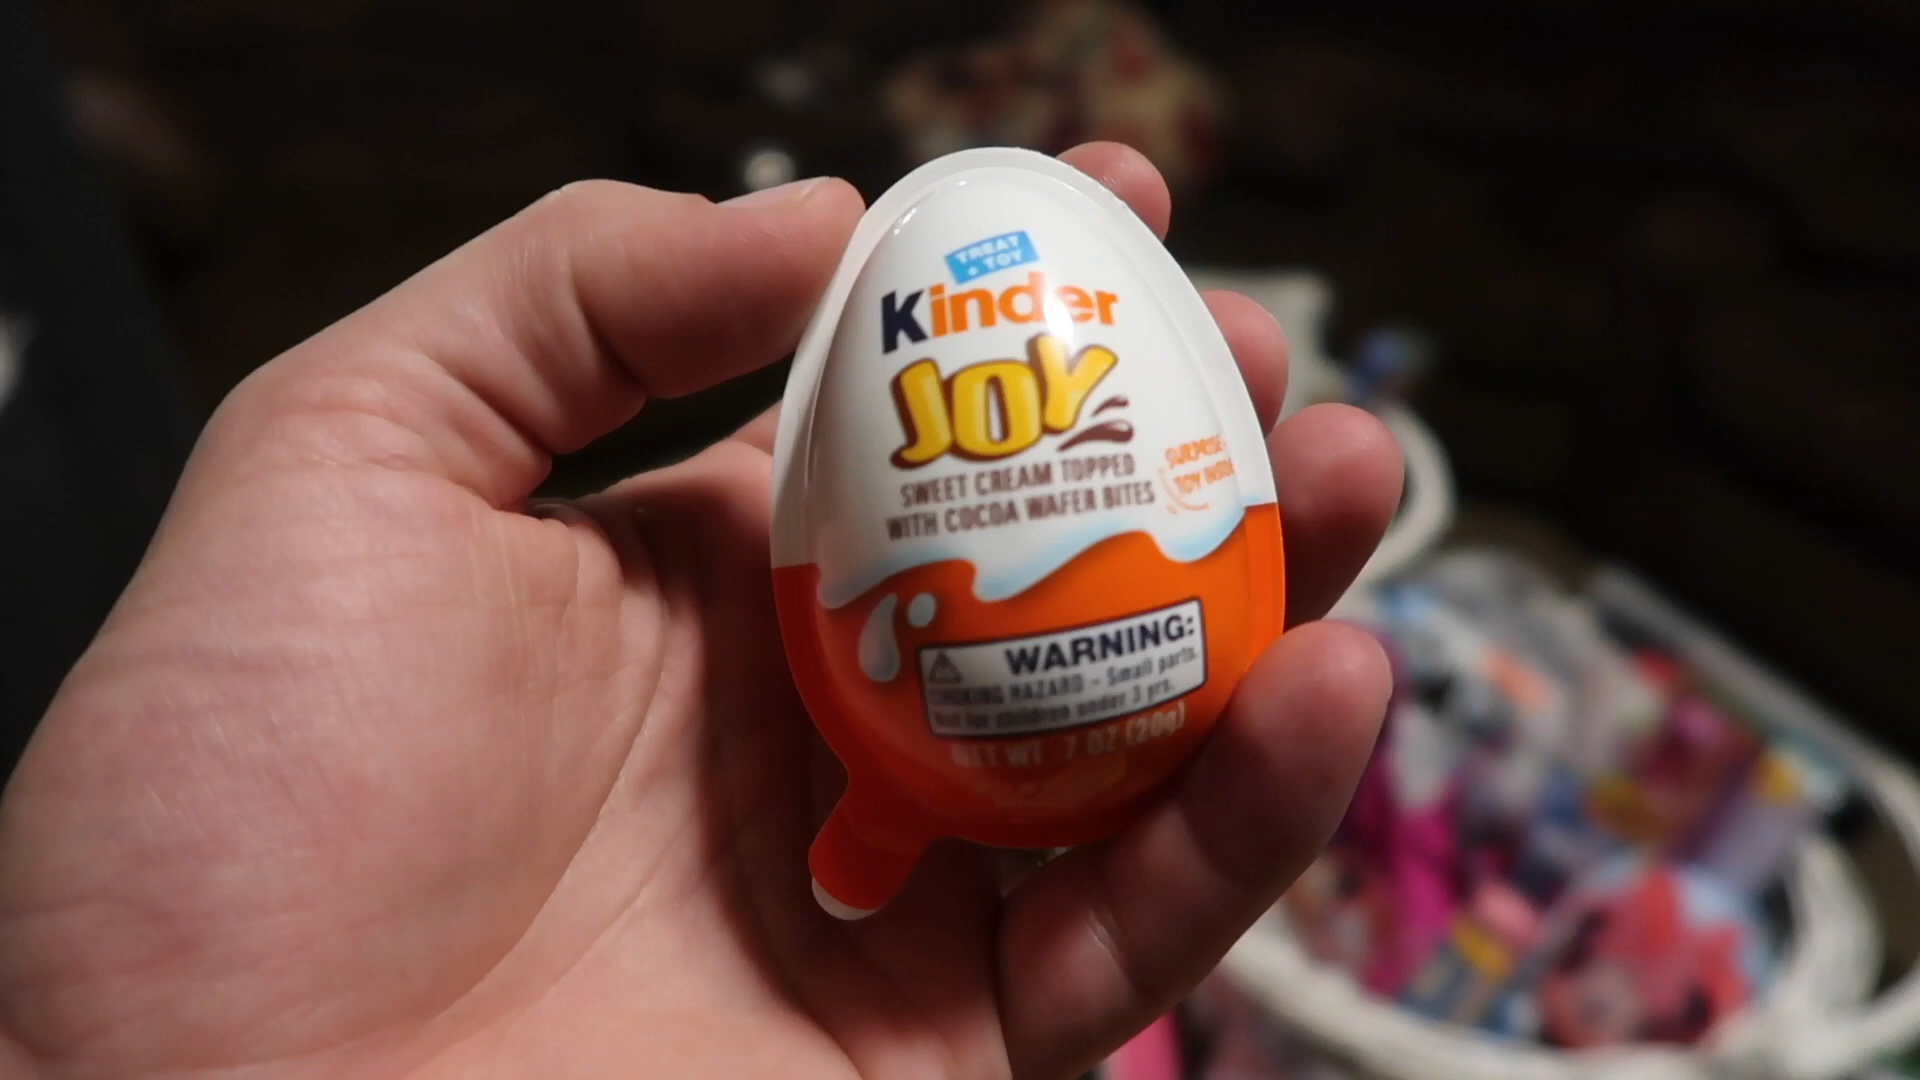 TREAT
+ TOY
Kinder
JOY
SWEET CREAM TOPPED
WITH COCOA WAFER BITES
SURPRISE
TOY INSIDE
WARNING:
CHOKING HAZARD - Small parts.
Not for children under 3 yrs.
NET WT .7 OZ (20g)